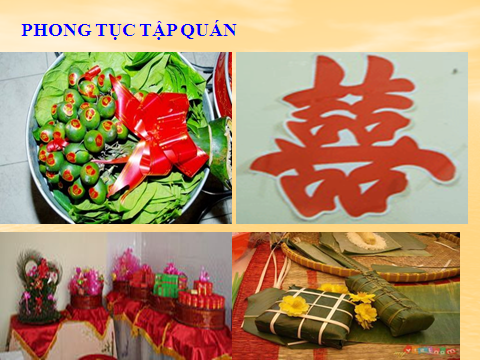 PHONG TỤC TẬP QUÁN
囍